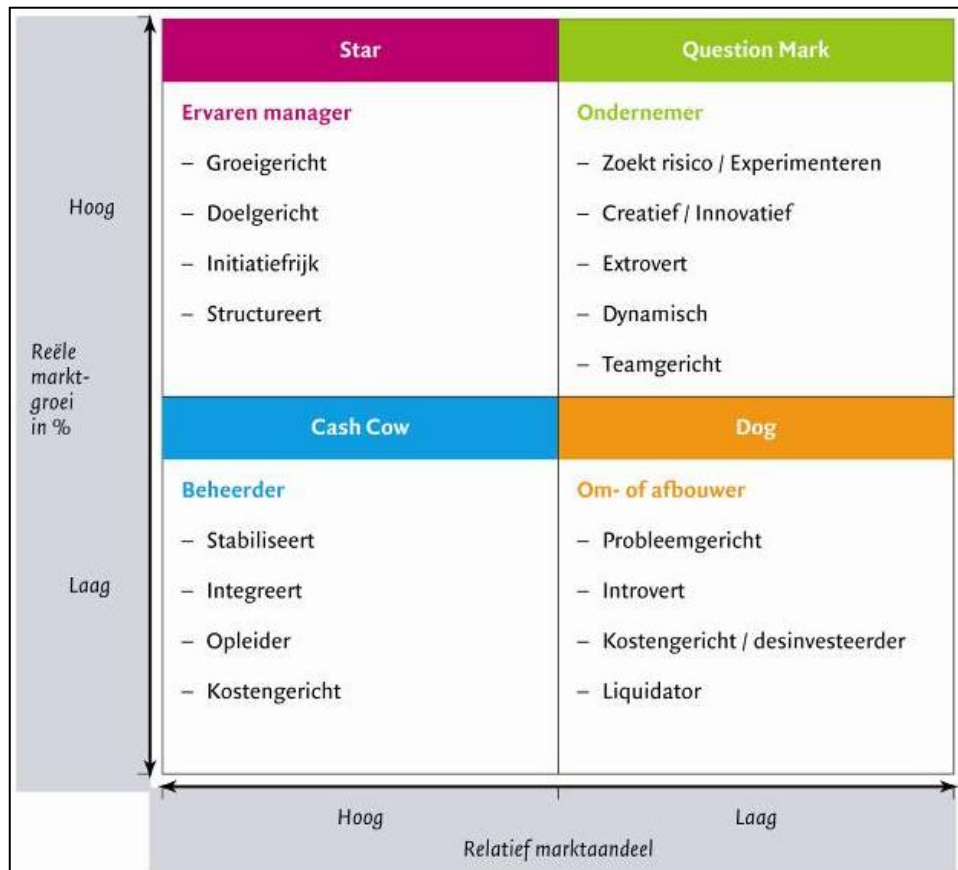 Star
Question Mark
Ervaren manager
– Groeigericht
– Doelgericht
– Initiatiefrijk
– Structureert
Ondernemer
– Zoekt risico / Experimenteren
– Creatief / Innovatief
– Extrovert
– Dynamisch
– Teamgericht
Hoog
Reële
markt-
groei
in %
Laag
Cash Cow
Dog
Beheerder
– Stabiliseert
– Integreert
– Opleider
– Kostengericht
Om- of afbouwer
– Probleemgericht
– Introvert
– Kostengericht / desinvesteerder
– Liquidator
Hoog
Laag
Relatief marktaandeel